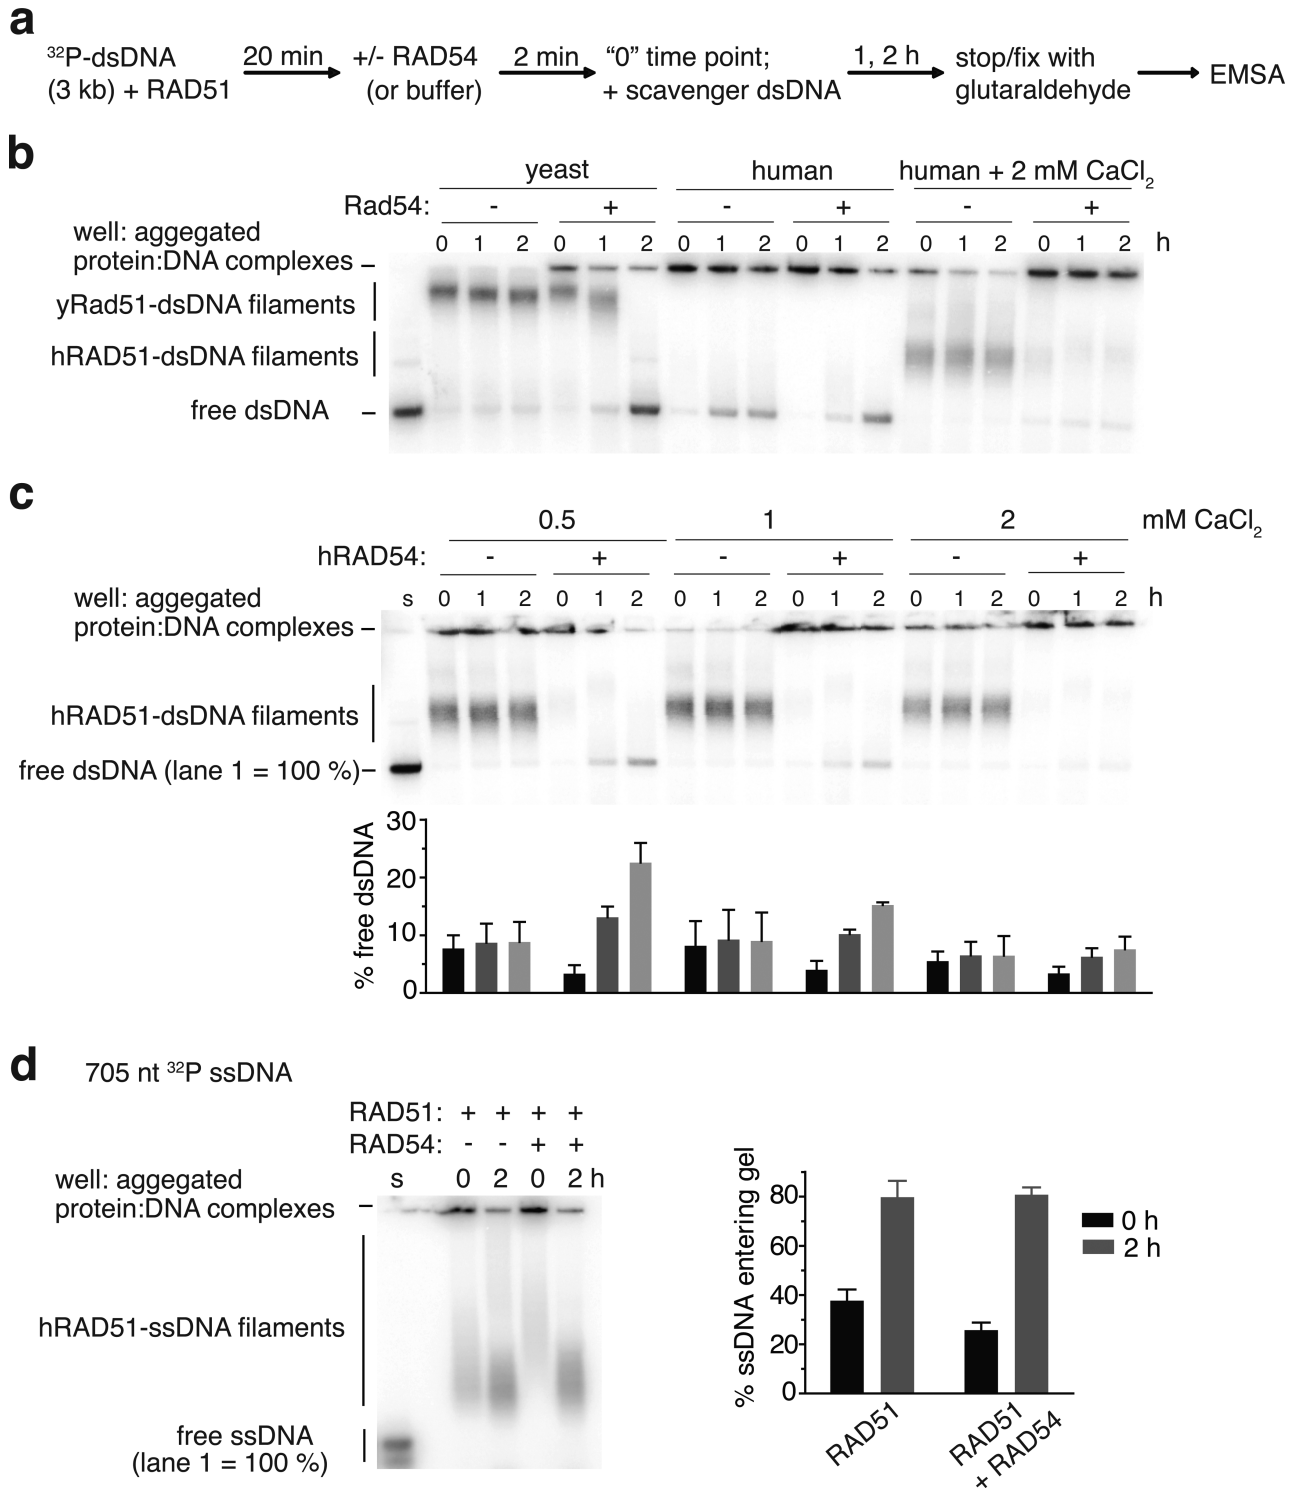 a
³²P-dsDNA
(3 kb) + RAD51
20 min
+/- RAD54
(or buffer)
2 min
“0” time point;
+ scavenger dsDNA
1, 2 h
stop/fix with
glutaraldehyde
EMSA
b
yeast human human + 2 mM CaCl₂
Rad54: - + - + - +
well: aggegated
protein:DNA complexes
0 1 2 0 1 2 0 1 2 0 1 2 0 1 2 0 1 2 h
yRad51-dsDNA filaments
hRAD51-dsDNA filaments
free dsDNA
c
0.5 1 2 mM CaCl₂
hRAD54: - + - + - +
well: aggegated
protein:DNA complexes
s 0 1 2 0 1 2 0 1 2 0 1 2 0 1 2 0 1 2 h
hRAD51-dsDNA filaments
free dsDNA (lane 1 = 100 %)
% free dsDNA
30
20
10
0
d
705 nt ³²P ssDNA
RAD51: + + + +
RAD54: - - + +
well: aggegated
protein:DNA complexes
s 0 2 0 2 h
hRAD51-ssDNA filaments
free ssDNA
(lane 1 = 100 %)
% ssDNA entering gel
80
60
40
20
0
RAD51
RAD51
+ RAD54
0 h
2 h